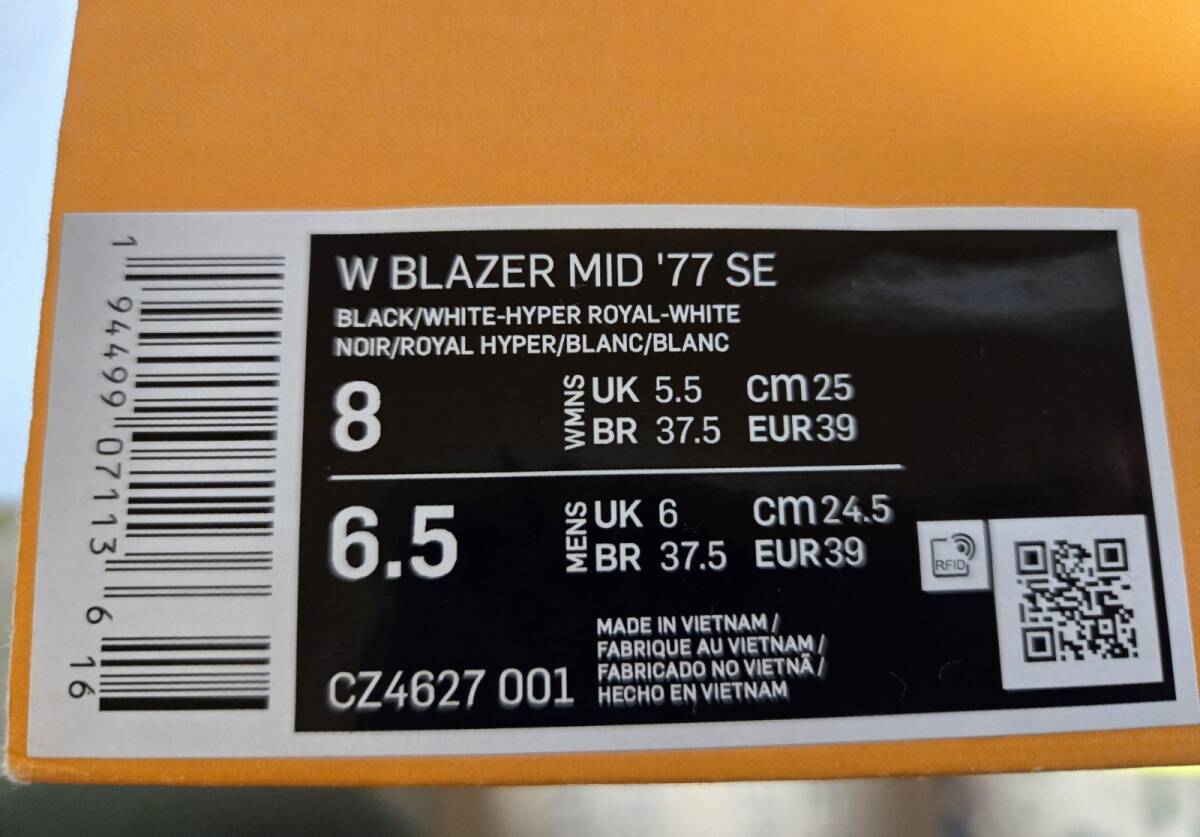 W BLAZER MID '77 SE
BLACK/WHITE-HYPER ROYAL-WHITE
NOIR/ROYAL HYPER/BLANC/BLANC
8
WMNS
UK 5.5 cm 25
BR 37.5 EUR 39
6.5
MENS
UK 6 cm 24.5
BR 37.5 EUR 39
RFID
MADE IN VIETNAM /
FABRIQUE AU VIETNAM /
FABRICADO NO VIETNÃ /
HECHO EN VIETNAM
CZ4627 001
1 94499 07113 6 16